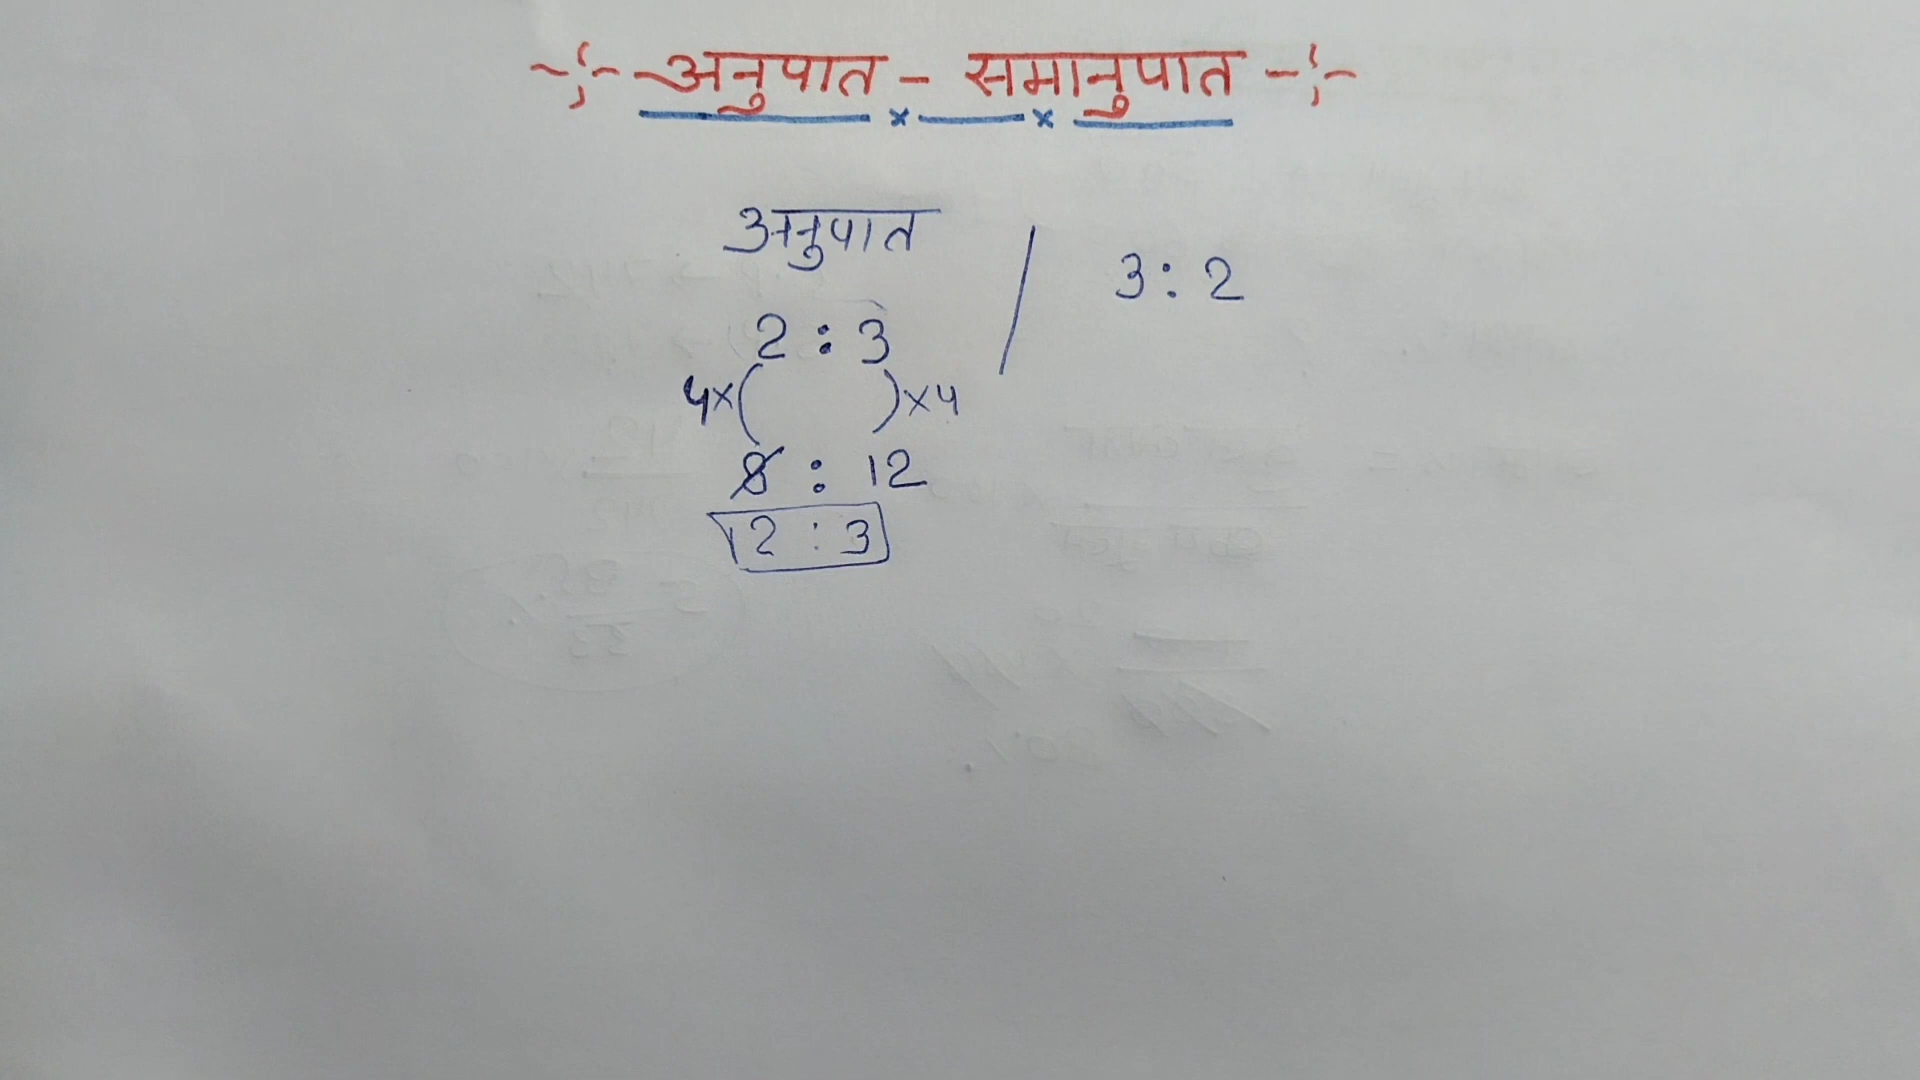 अनुपात - समानुपात
अनुपात
2 : 3
4× ( ) ×4
8 : 12
2 : 3
/ 3 : 2